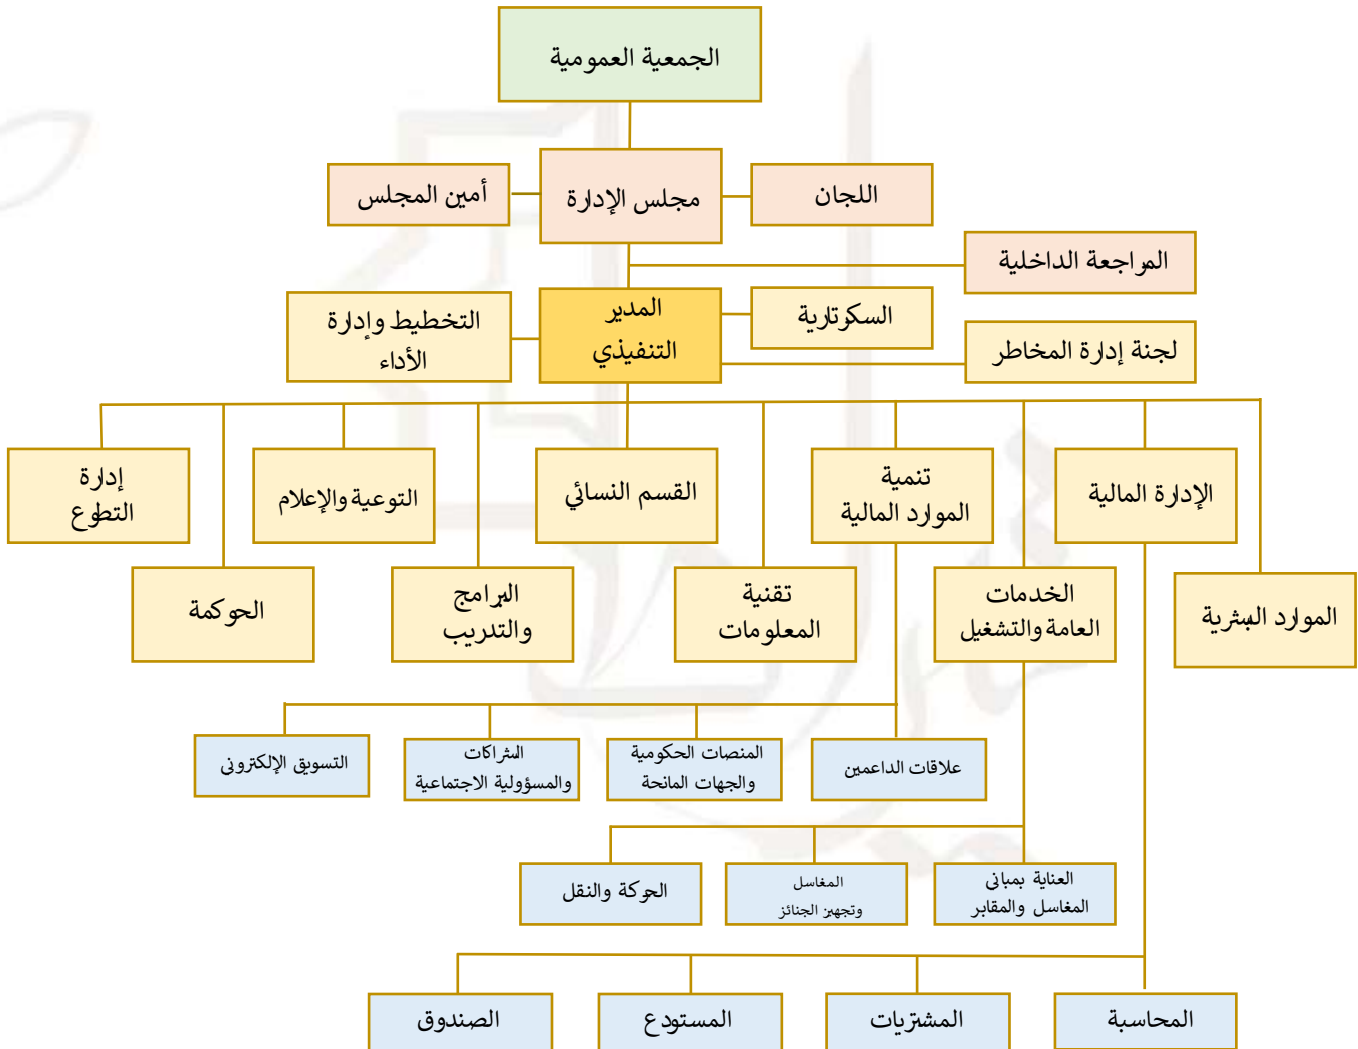 الجمعية العمومية
اللجان
مجلس الإدارة
أمين المجلس
المراجعة الداخلية
السكرتارية
المدير
التنفيذي
التخطيط وإدارة
الأداء
لجنة إدارة المخاطر
الإدارة المالية
تنمية
الموارد المالية
القسم النسائي
التوعية والإعلام
إدارة
التطوع
الموارد البشرية
الخدمات
العامة والتشغيل
تقنية
المعلومات
البرامج
والتدريب
الحوكمة
علاقات الداعمين
المنصات الحكومية
والجهات المانحة
الشراكات
والمسؤولية الاجتماعية
التسويق الإلكتروني
العناية بمباني
المغاسل والمقابر
المغاسل
وتجهيز الجنائز
الحركة والنقل
المحاسبة
المشتريات
المستودع
الصندوق